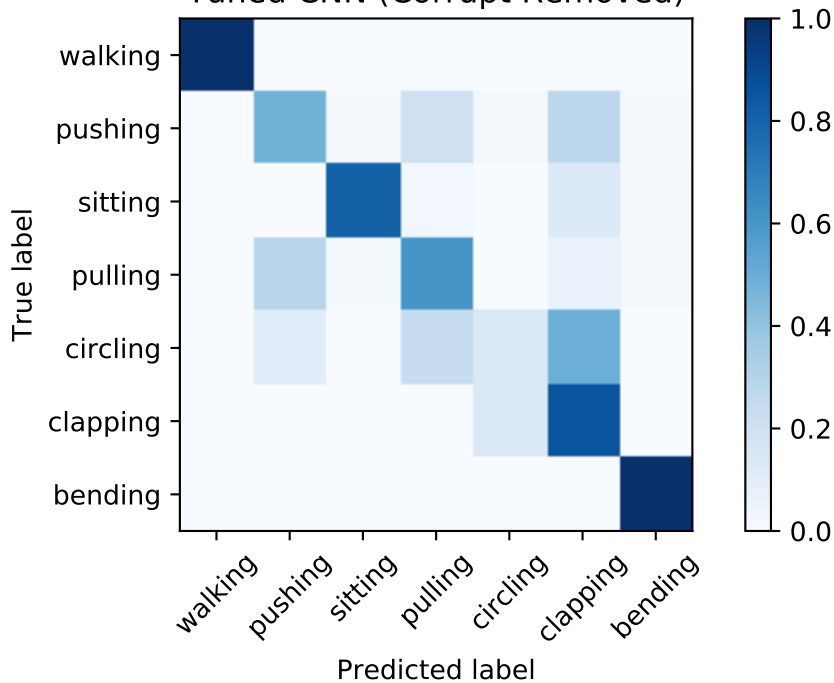 Tuned CNN (Corrupt Removed)
walking
pushing
sitting
pulling
circling
clapping
bending
True label
walking
pushing
sitting
pulling
circling
clapping
bending
Predicted label
1.0
0.8
0.6
0.4
0.2
0.0